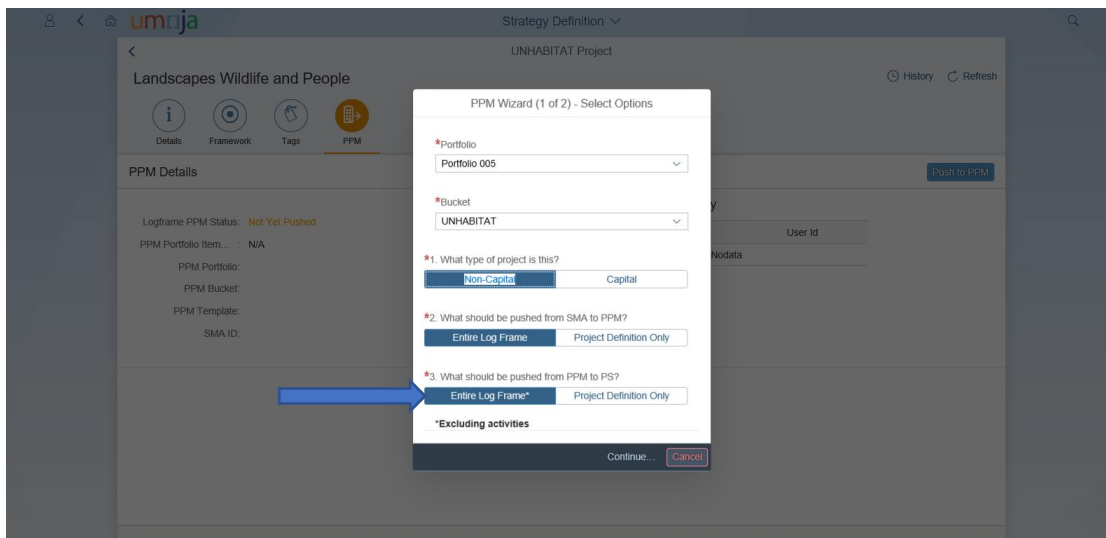 umoja
Strategy Definition
UNHABITAT Project
Landscapes Wildlife and People
History
Refresh
Details
Framework
Tags
PPM
PPM Details
Push to PPM
Logframe PPM Status: Not Yet Pushed
PPM Portfolio Item... : N/A
PPM Portfolio:
PPM Bucket:
PPM Template:
SMA ID:
y
User Id
Nodata
PPM Wizard (1 of 2) - Select Options
*Portfolio
Portfolio 005
*Bucket
UNHABITAT
*1. What type of project is this?
Non-Capital
Capital
*2. What should be pushed from SMA to PPM?
Entire Log Frame
Project Definition Only
*3. What should be pushed from PPM to PS?
Entire Log Frame*
Project Definition Only
*Excluding activities
Continue...
Cancel